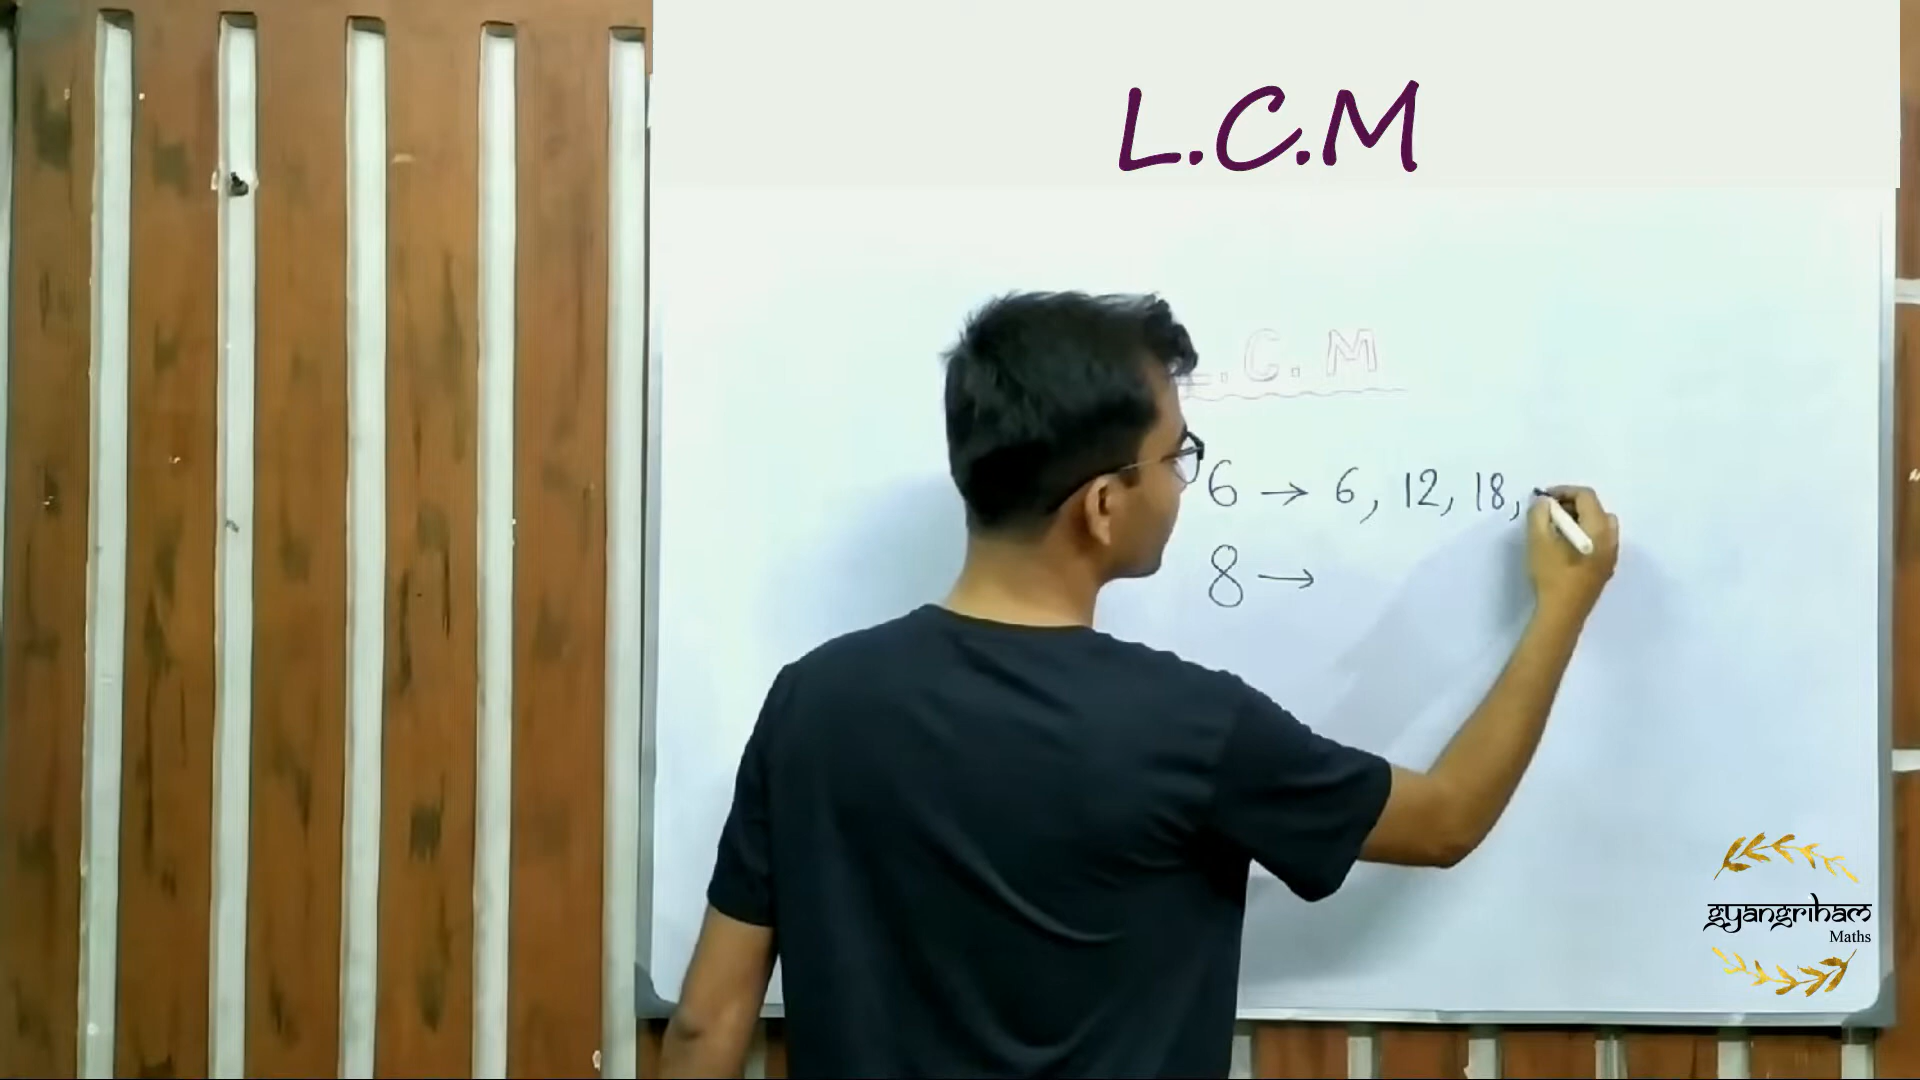 L.C.M
.C.M
6 → 6, 12, 18,
8 →
gyangriham
Maths